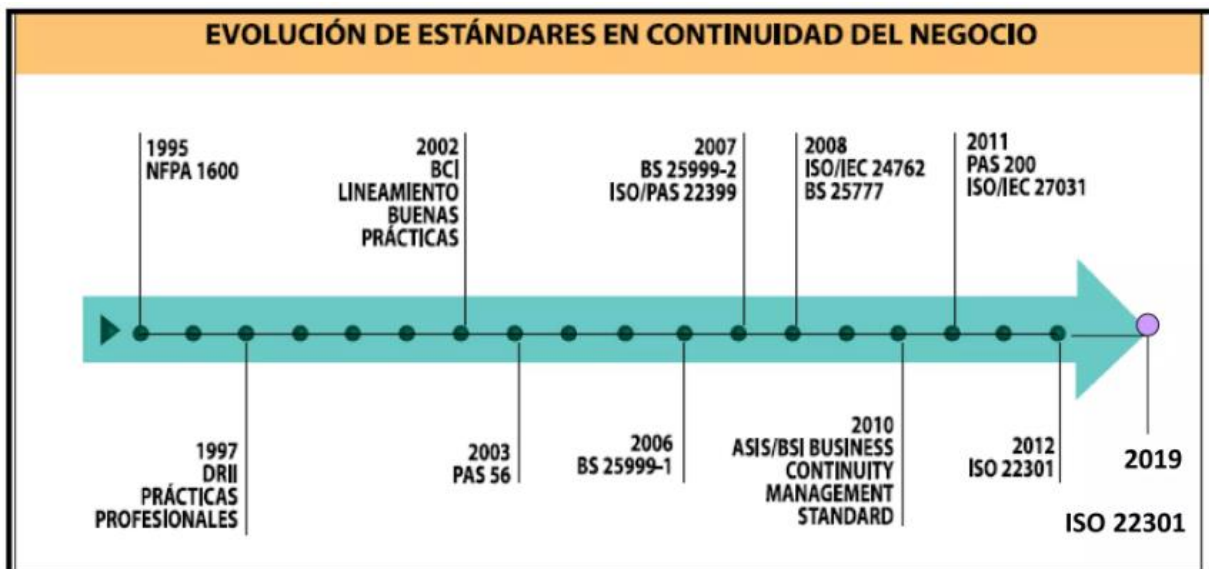 EVOLUCIÓN DE ESTÁNDARES EN CONTINUIDAD DEL NEGOCIO
1995
NFPA 1600
2002
BCI
LINEAMIENTO
BUENAS
PRÁCTICAS
2007
BS 25999-2
ISO/PAS 22399
2008
ISO/IEC 24762
BS 25777
2011
PAS 200
ISO/IEC 27031
1997
DRII
PRÁCTICAS
PROFESIONALES
2003
PAS 56
2006
BS 25999-1
2010
ASIS/BSI BUSINESS
CONTINUITY
MANAGEMENT
STANDARD
2012
ISO 22301
2019
ISO 22301